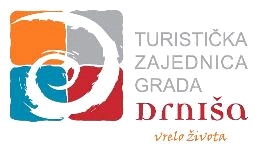 TURISTIČKA
ZAJEDNICA
GRADA
Drniša
vrelo života